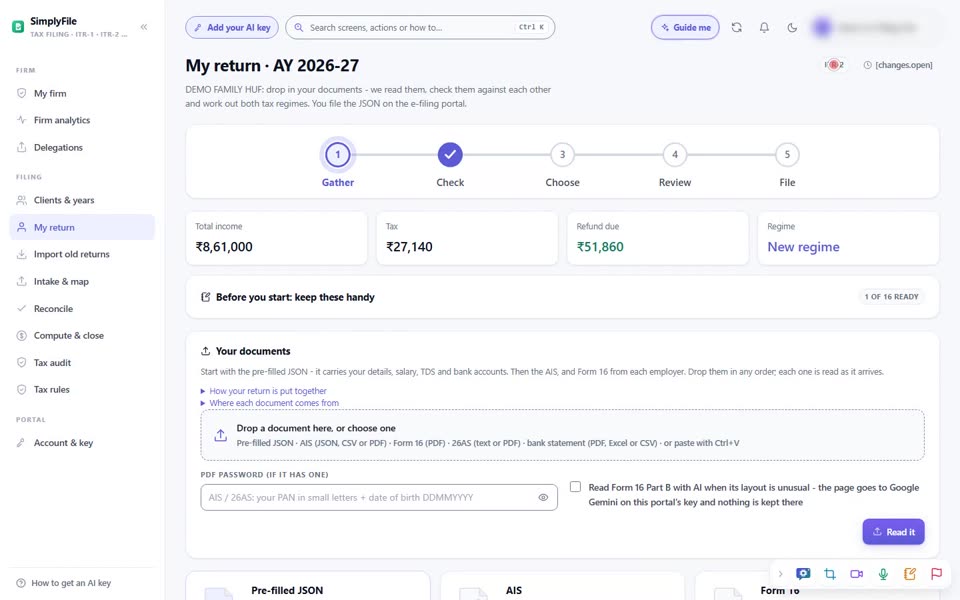 SimplyFile
TAX FILING · ITR-1 · ITR-2 ...
«
Add your AI key
Search screens, actions or how to...
Ctrl K
Guide me
FIRM
My firm
Firm analytics
Delegations
FILING
Clients & years
My return
Import old returns
Intake & map
Reconcile
Compute & close
Tax audit
Tax rules
PORTAL
Account & key
How to get an AI key
My return · AY 2026-27
[changes.open]
DEMO FAMILY HUF: drop in your documents - we read them, check them against each other
and work out both tax regimes. You file the JSON on the e-filing portal.
1
3
4
5
Gather
Check
Choose
Review
File
Total income
₹8,61,000
Tax
₹27,140
Refund due
₹51,860
Regime
New regime
Before you start: keep these handy
1 OF 16 READY
Your documents
Start with the pre-filled JSON - it carries your details, salary, TDS and bank accounts. Then the AIS, and Form 16 from each employer. Drop them in any order; each one is read as it arrives.
How your return is put together
Where each document comes from
Drop a document here, or choose one
Pre-filled JSON · AIS (JSON, CSV or PDF) · Form 16 (PDF) · 26AS (text or PDF) · bank statement (PDF, Excel or CSV) · or paste with Ctrl+V
PDF PASSWORD (IF IT HAS ONE)
AIS / 26AS: your PAN in small letters + date of birth DDMMYYYY
Read Form 16 Part B with AI when its layout is unusual - the page goes to Google
Gemini on this portal's key and nothing is kept there
Read it
Pre-filled JSON
AIS
Form 16